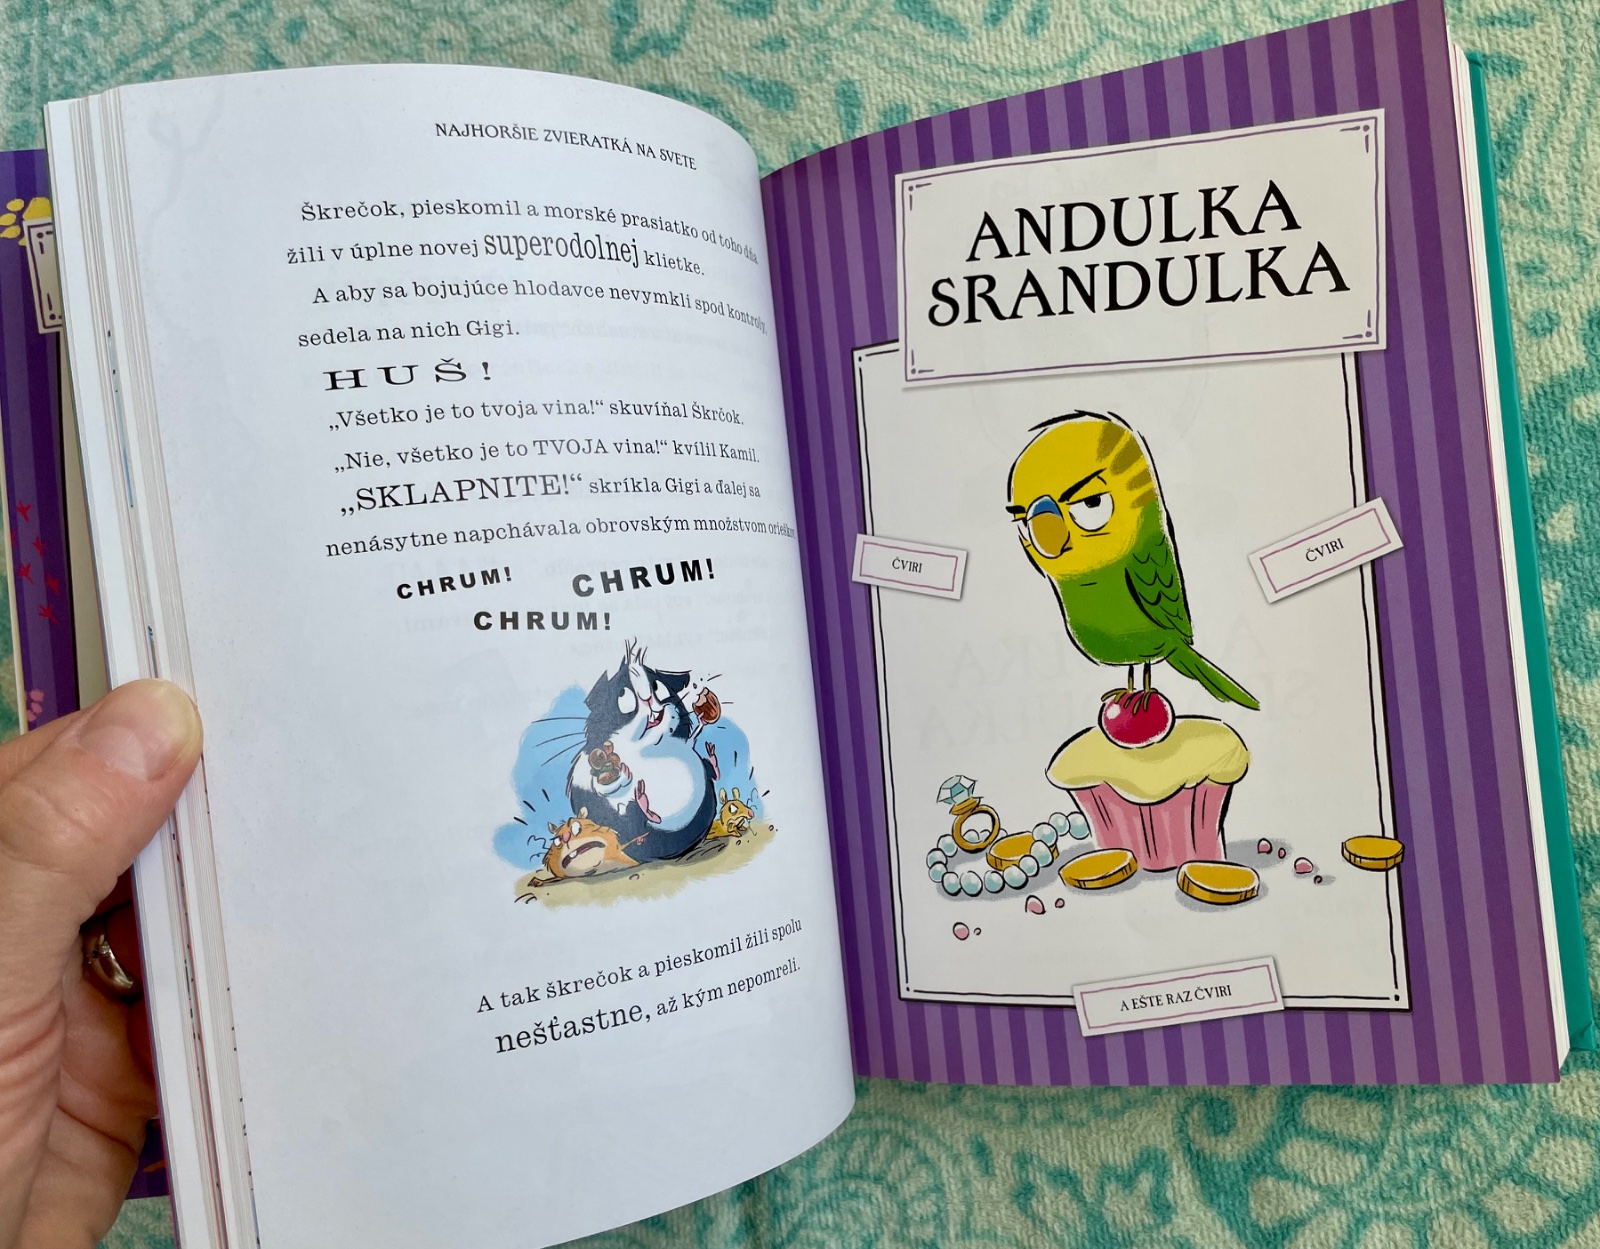 NAJHORŠIE ZVIERATKÁ NA SVETE
Škrečok, pieskomil a morské prasiatko od toho dňa
žili v úplne novej superodolnej klietke.
A aby sa bojujúce hlodavce nevymkli spod kontroly,
sedela na nich Gigi.
HUŠ!
„Všetko je to tvoja vina!“ skuvíňal Škrčok.
„Nie, všetko je to TVOJA vina!“ kvílil Kamil.
„SKLAPNITE!“ skríkla Gigi a ďalej sa
nenásytne napchávala obrovským množstvom orieškov.
CHRUM! CHRUM!
CHRUM!
A tak škrečok a pieskomil žili spolu
nešťastne, až kým nepomreli.
ANDULKA
SRANDULKA
ČVIRI
ČVIRI
A EŠTE RAZ ČVIRI